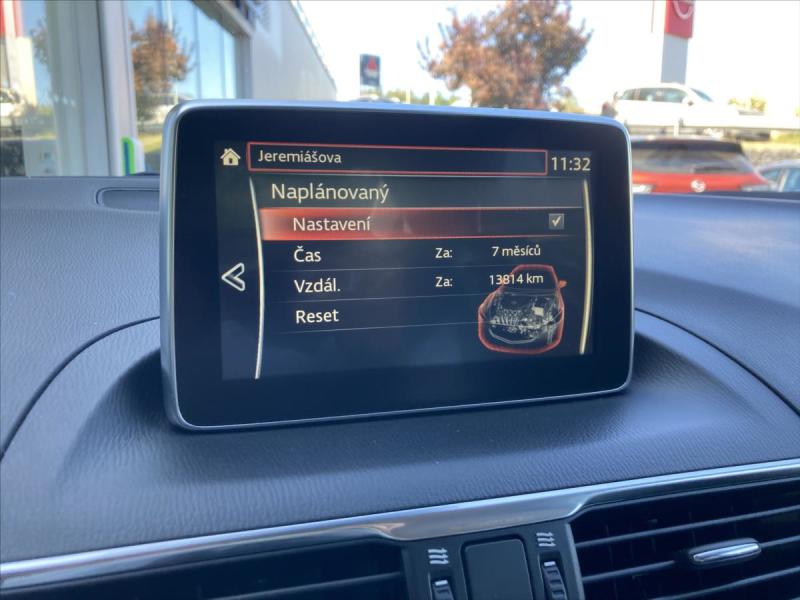 Jeremiášova 11:32
Naplánovaný
Nastavení
Čas Za: 7 měsíců
Vzdál. Za: 13814 km
Reset